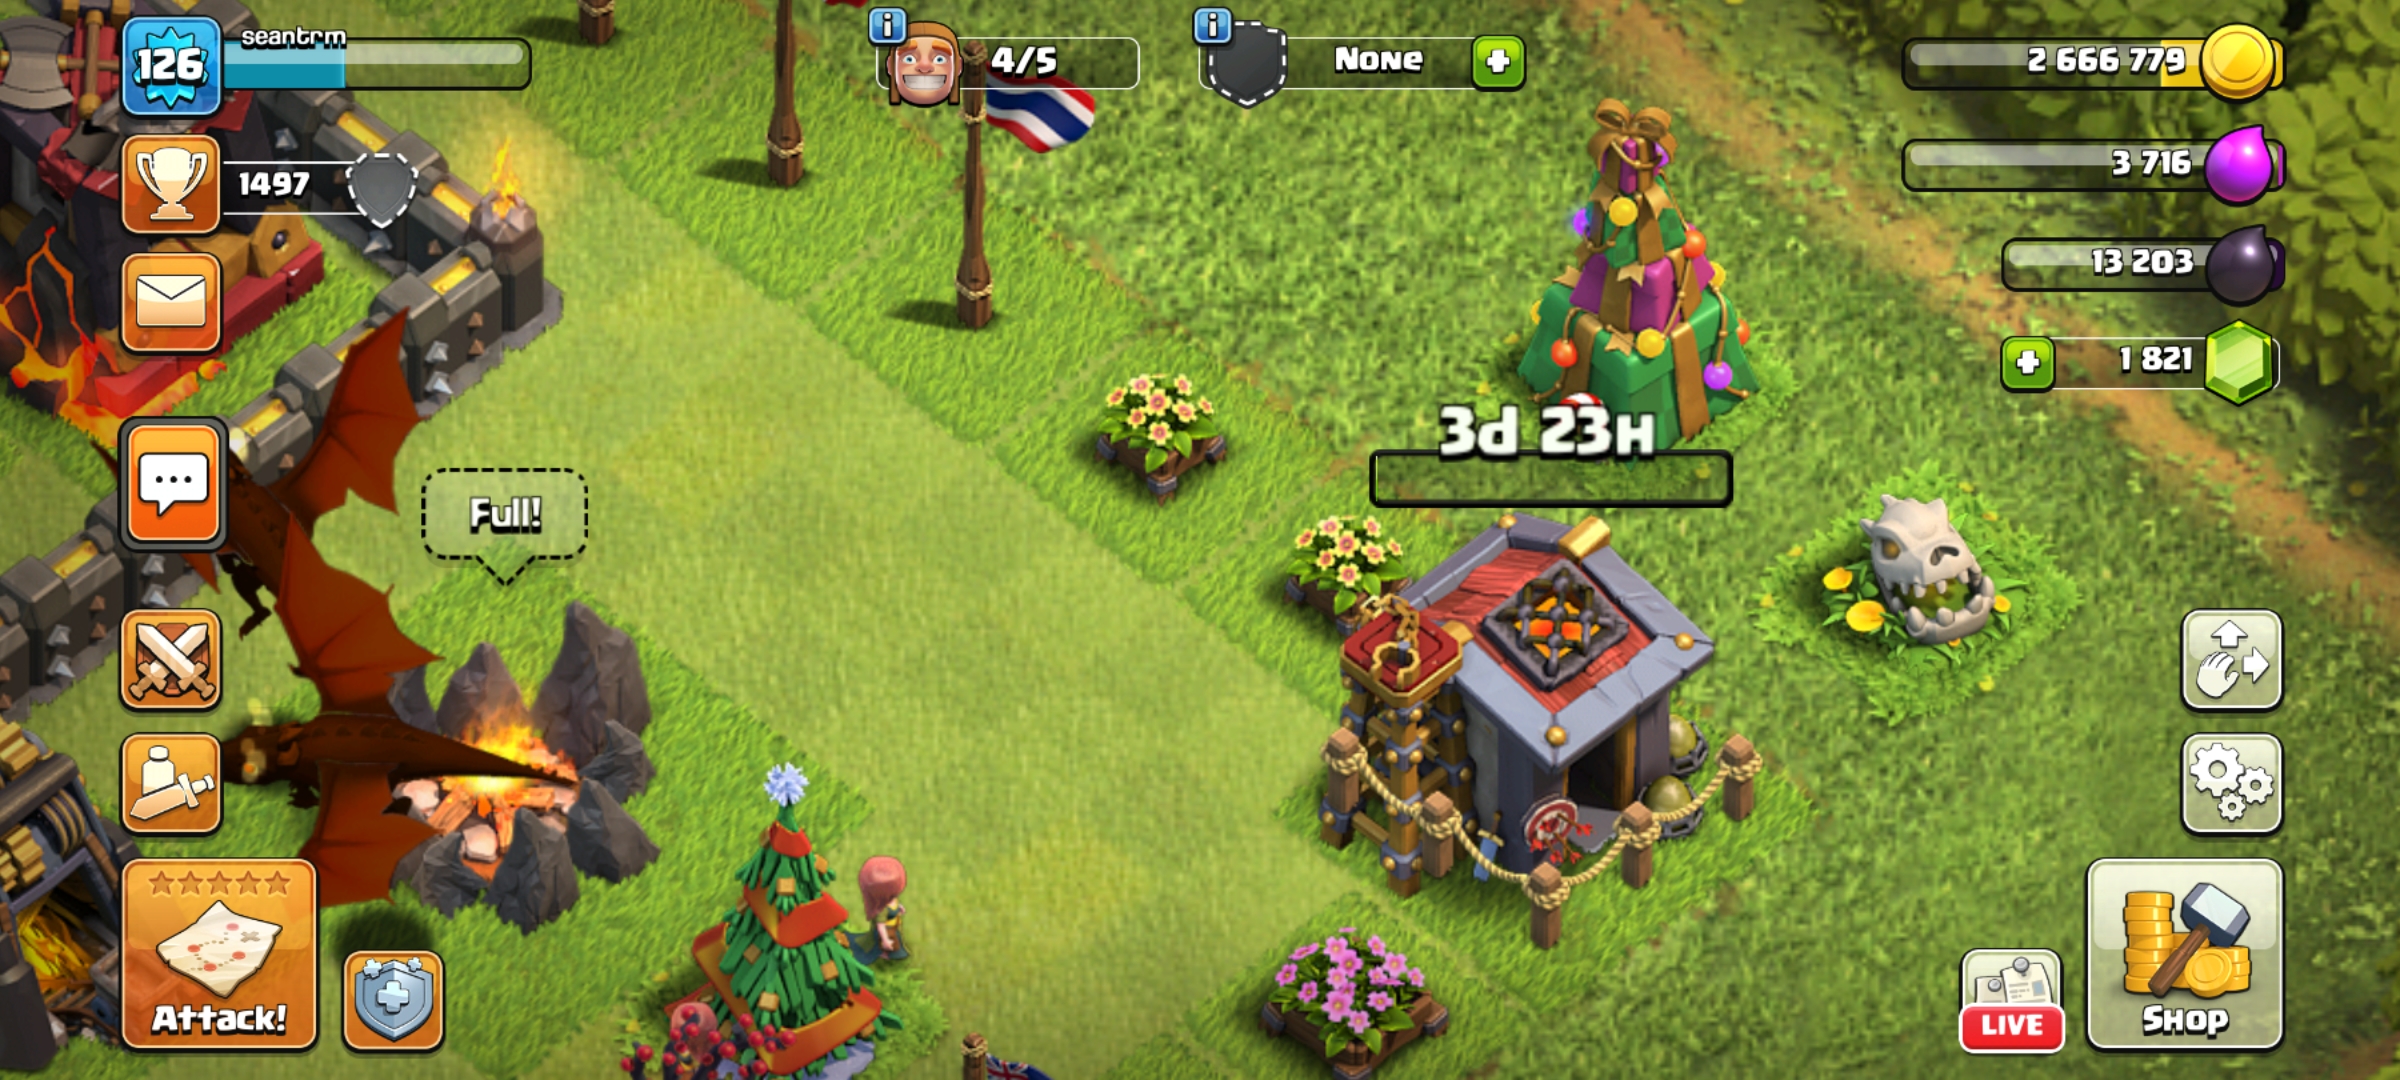 seantrm
126
4/5
None
2 666 779
1497
3 716
13 203
1 821
3d 23H
Full!
Attack!
LIVE
Shop